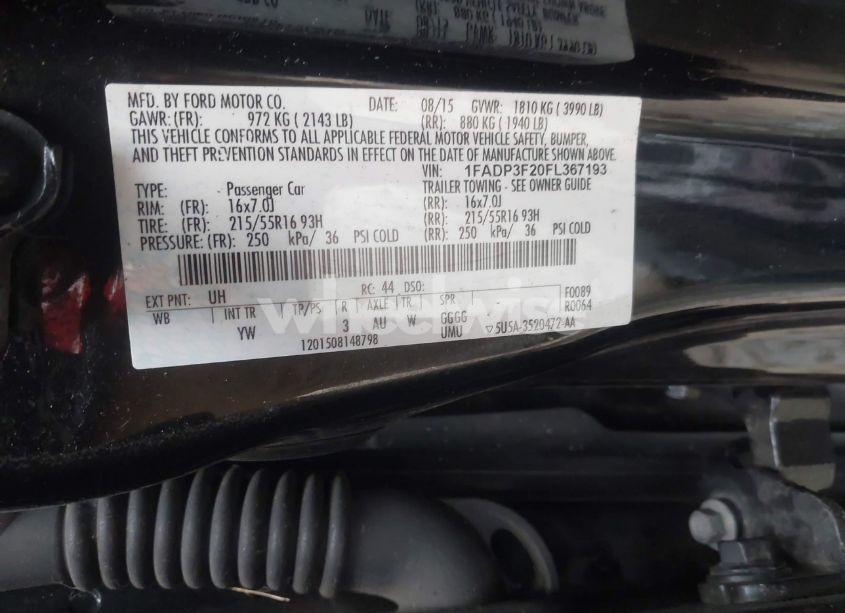 MFD. BY FORD MOTOR CO. DATE: 08/15 GVWR: 1810 KG ( 3990 LB)
GAWR: (FR): 972 KG ( 2143 LB) (RR): 880 KG ( 1940 LB)
THIS VEHICLE CONFORMS TO ALL APPLICABLE FEDERAL MOTOR VEHICLE SAFETY, BUMPER,
AND THEFT PREVENTION STANDARDS IN EFFECT ON THE DATE OF MANUFACTURE SHOWN ABOVE.
VIN: 1FADP3F20FL367193
TYPE: Passenger Car TRAILER TOWING - SEE OWNER GUIDE
RIM: (FR): 16x7.0J (RR): 16x7.0J
TIRE: (FR): 215/55R16 93H (RR): 215/55R16 93H
PRESSURE: (FR): 250 kPa/ 36 PSI COLD (RR): 250 kPa/ 36 PSI COLD
EXT PNT: UH RC: 44 DSO: F0089
WB INT TR TP/PS R AXLE TR SPR R0064
YW 3 AU W GGGG
UMU ▽5U5A-3520472-AA
1201508148798
wheelwise